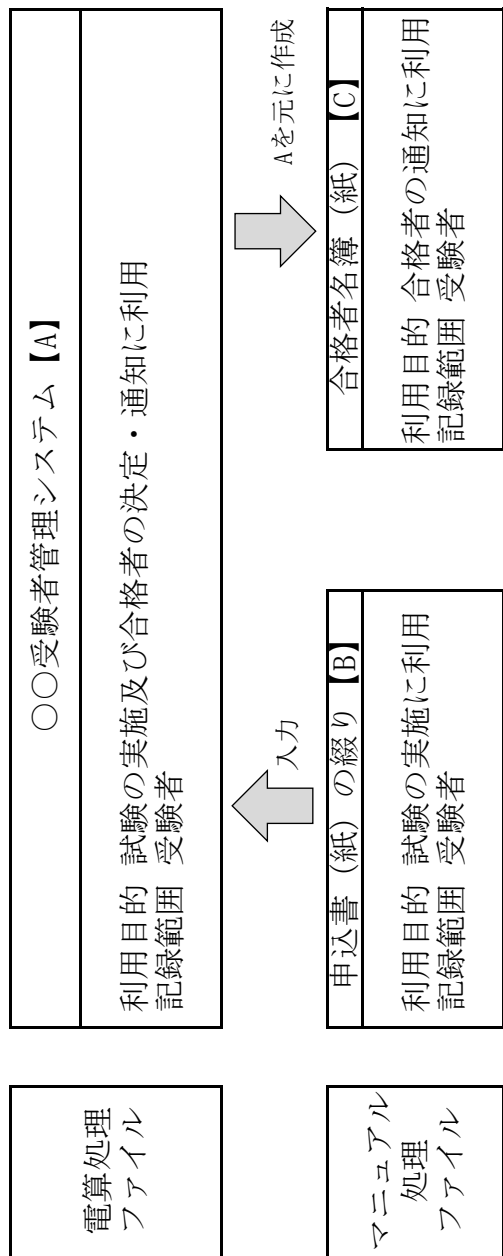 電算処理
ファイル
〇〇受験者管理システム【A】
利用目的 試験の実施及び合格者の決定・通知に利用
記録範囲 受験者
入力
Aを元に作成
マニュアル
処理
ファイル
申込書（紙）の綴り【B】
利用目的 試験の実施に利用
記録範囲 受験者
合格者名簿（紙）【C】
利用目的 合格者の通知に利用
記録範囲 受験者